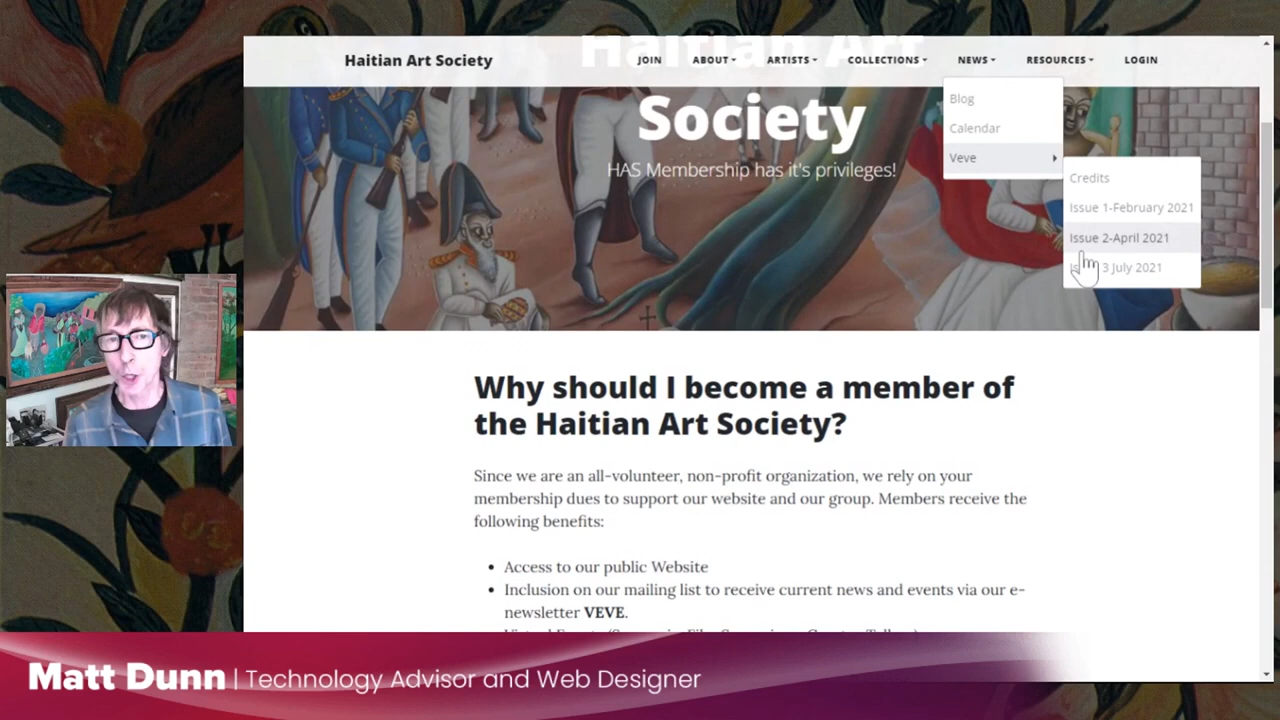 Haitian Art
Haitian Art Society
JOIN
ABOUT
ARTISTS
COLLECTIONS
NEWS
RESOURCES
LOGIN
Society
HAS Membership has it's privileges!
Blog
Calendar
Veve
Credits
Issue 1-February 2021
Issue 2-April 2021
3 July 2021
Why should I become a member of
the Haitian Art Society?
Since we are an all-volunteer, non-profit organization, we rely on your
membership dues to support our website and our group. Members receive the
following benefits:
• Access to our public Website
• Inclusion on our mailing list to receive current news and events via our e-
newsletter VEVE.
Matt Dunn | Technology Advisor and Web Designer